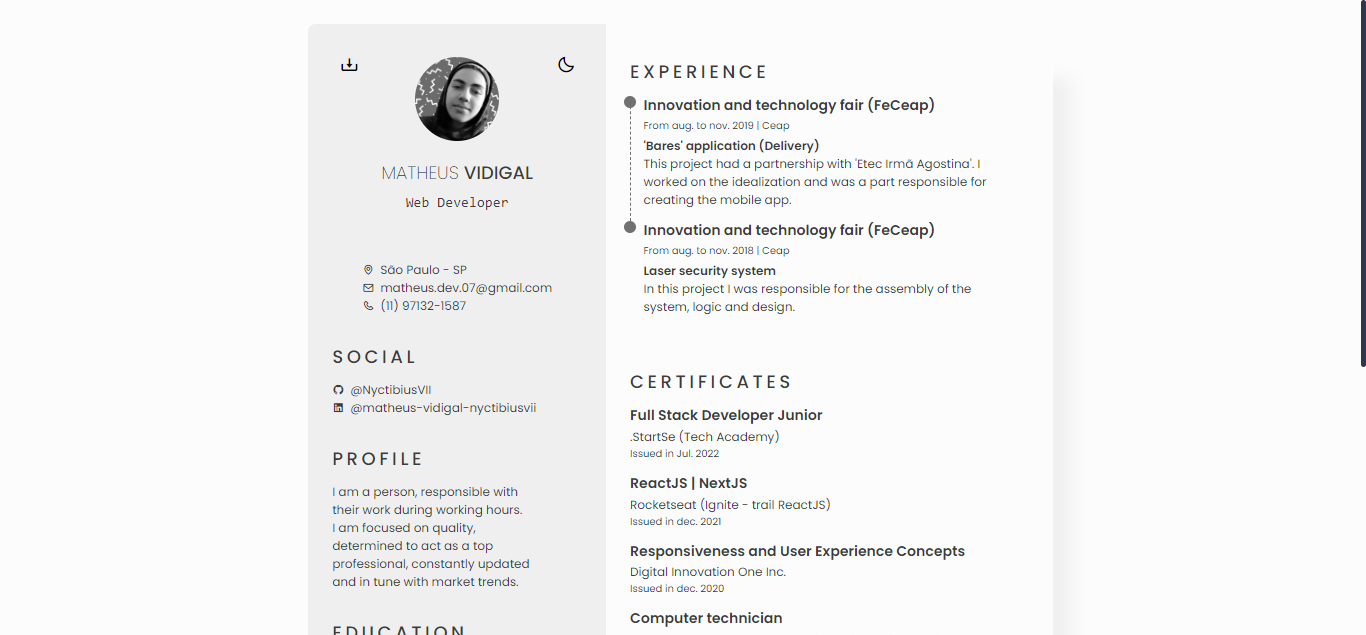 MATHEUS VIDIGAL
Web Developer
São Paulo - SP
matheus.dev.07@gmail.com
(11) 97132-1587
SOCIAL
@NyctibiusVII
@matheus-vidigal-nyctibiusvii
PROFILE
I am a person, responsible with
their work during working hours.
I am focused on quality,
determined to act as a top
professional, constantly updated
and in tune with market trends.
EDUCATION
EXPERIENCE
Innovation and technology fair (FeCeap)
From aug. to nov. 2019 | Ceap
'Bares' application (Delivery)
This project had a partnership with 'Etec Irmã Agostina'. I
worked on the idealization and was a part responsible for
creating the mobile app.
Innovation and technology fair (FeCeap)
From aug. to nov. 2018 | Ceap
Laser security system
In this project I was responsible for the assembly of the
system, logic and design.
CERTIFICATES
Full Stack Developer Junior
.StartSe (Tech Academy)
Issued in Jul. 2022
ReactJS | NextJS
Rocketseat (Ignite - trail ReactJS)
Issued in dec. 2021
Responsiveness and User Experience Concepts
Digital Innovation One Inc.
Issued in dec. 2020
Computer technician